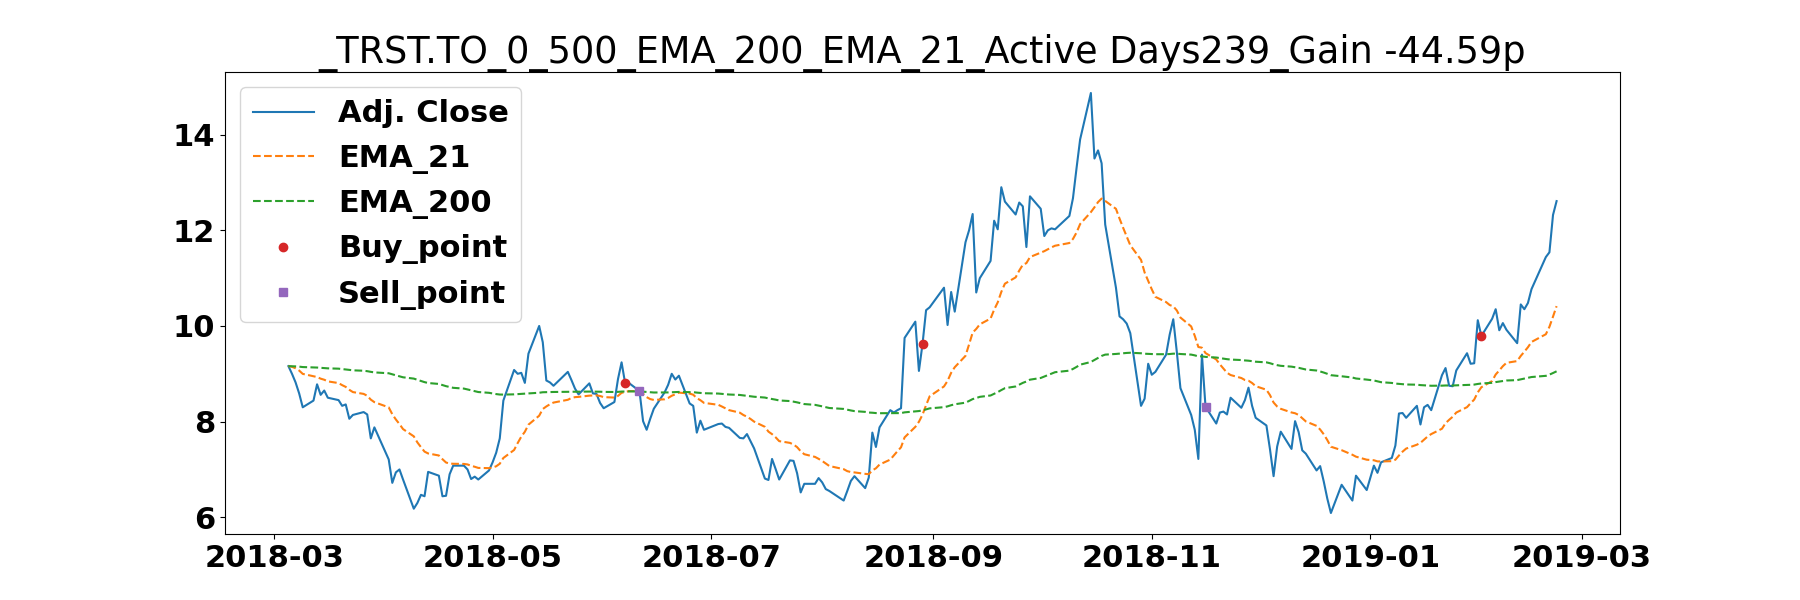 _TRST.TO_0_500_EMA_200_EMA_21_Active Days239_Gain -44.59p
Adj. Close
EMA_21
EMA_200
Buy_point
Sell_point
14
12
10
8
6
2018-03 2018-05 2018-07 2018-09 2018-11 2019-01 2019-03